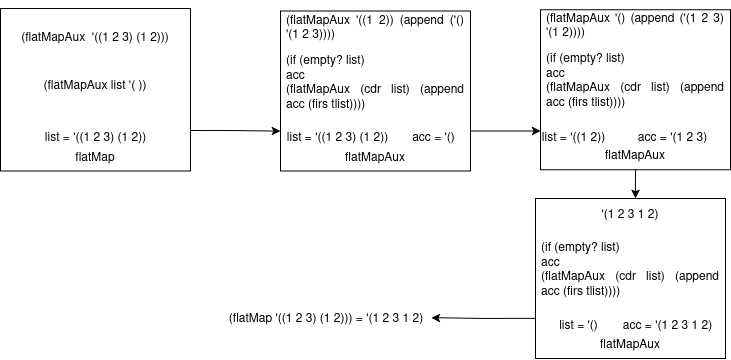 (flatMapAux '((1 2 3) (1 2)))
(flatMapAux list '( ))
list = '((1 2 3) (1 2))
flatMap
(flatMapAux '((1 2)) (append ('()
'(1 2 3))))
(if (empty? list)
acc
(flatMapAux (cdr list) (append
acc (firs tlist))))
list = '((1 2 3) (1 2)) acc = '()
flatMapAux
(flatMapAux '() (append ('(1 2 3)
'(1 2))))
(if (empty? list)
acc
(flatMapAux (cdr list) (append
acc (firs tlist))))
list = '((1 2)) acc = '(1 2 3)
flatMapAux
'(1 2 3 1 2)
(if (empty? list)
acc
(flatMapAux (cdr list) (append
acc (firs tlist))))
list = '() acc = '(1 2 3 1 2)
flatMapAux
(flatMap '((1 2 3) (1 2))) = '(1 2 3 1 2)